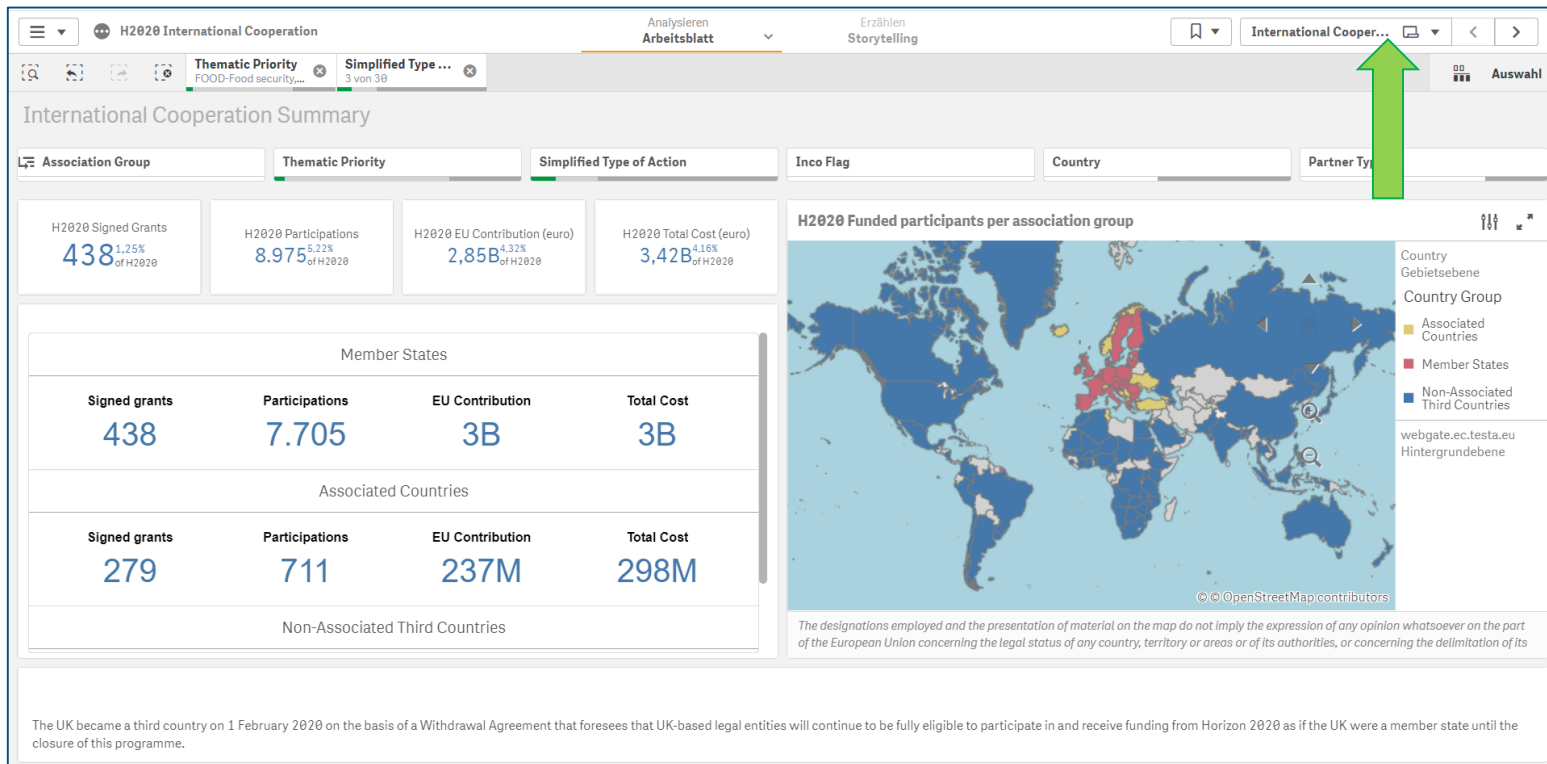 H2020 International Cooperation
Analysieren
Arbeitsblatt
Erzählen
Storytelling
International Cooper...
Thematic Priority
FOOD-Food security,...
Simplified Type ...
3 von 30
Auswahl
International Cooperation Summary
Association Group
Thematic Priority
Simplified Type of Action
Inco Flag
Country
Partner Typ
H2020 Signed Grants
438 1,25% of H2020
H2020 Participations
8.975 5,22% of H2020
H2020 EU Contribution (euro)
2,85B 4,32% of H2020
H2020 Total Cost (euro)
3,42B 4,16% of H2020
Member States
Signed grants Participations EU Contribution Total Cost
438 7.705 3B 3B
Associated Countries
Signed grants Participations EU Contribution Total Cost
279 711 237M 298M
Non-Associated Third Countries
H2020 Funded participants per association group
Country
Gebietsebene
Country Group
Associated
Countries
Member States
Non-Associated
Third Countries
webgate.ec.testa.eu
Hintergrundebene
© © OpenStreetMap contributors
The designations employed and the presentation of material on the map do not imply the expression of any opinion whatsoever on the part
of the European Union concerning the legal status of any country, territory or areas or of its authorities, or concerning the delimitation of its
The UK became a third country on 1 February 2020 on the basis of a Withdrawal Agreement that foresees that UK-based legal entities will continue to be fully eligible to participate in and receive funding from Horizon 2020 as if the UK were a member state until the
closure of this programme.